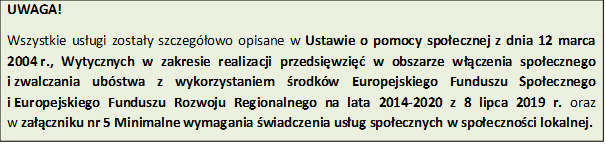 UWAGA!
Wszystkie usługi zostały szczegółowo opisane w Ustawie o pomocy społecznej z dnia 12 marca
2004 r., Wytycznych w zakresie realizacji przedsięwzięć w obszarze włączenia społecznego
i zwalczania ubóstwa z wykorzystaniem środków Europejskiego Funduszu Społecznego
i Europejskiego Funduszu Rozwoju Regionalnego na lata 2014-2020 z 8 lipca 2019 r. oraz
w załączniku nr 5 Minimalne wymagania świadczenia usług społecznych w społeczności lokalnej.